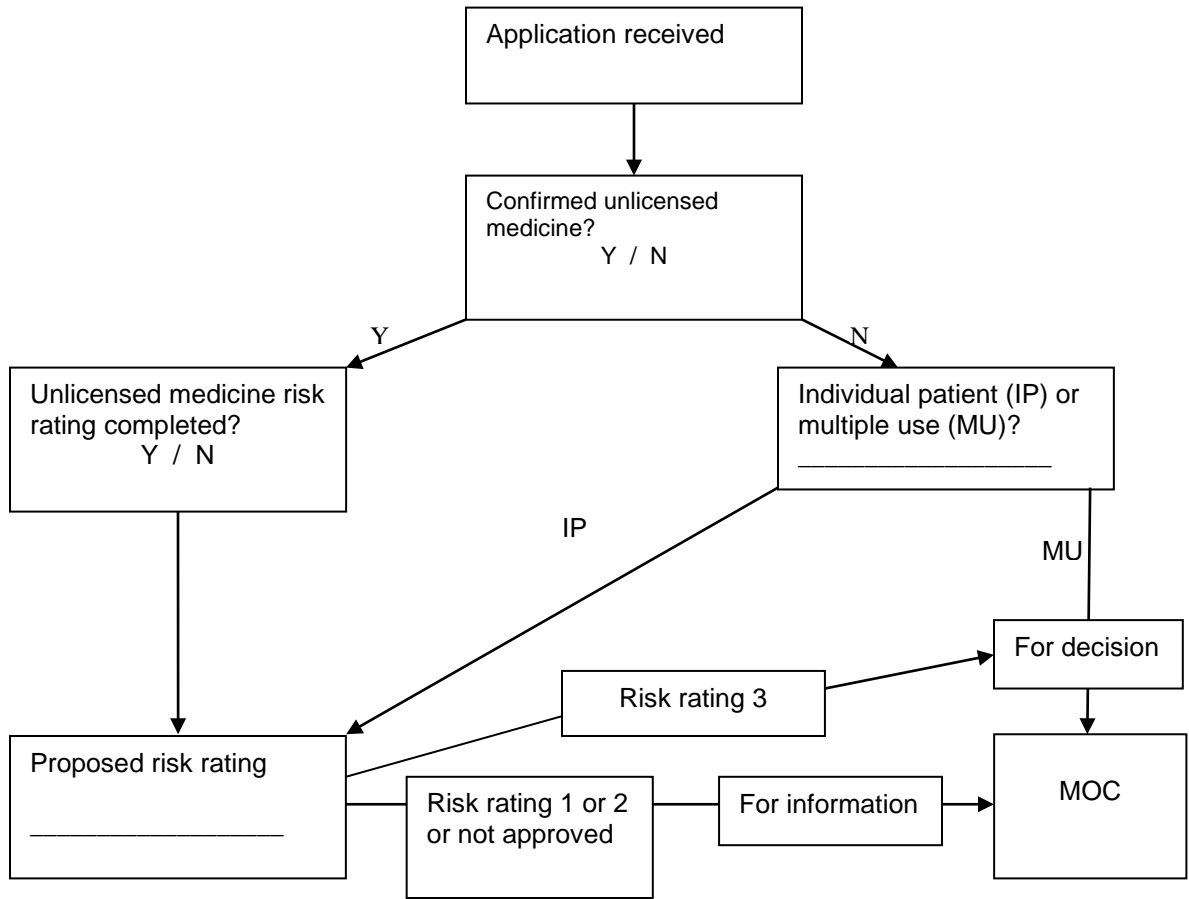 Application received
Confirmed unlicensed
medicine?
Y / N
Y
N
Unlicensed medicine risk
rating completed?
Y / N
Individual patient (IP) or
multiple use (MU)?
___________________
IP
MU
For decision
Risk rating 3
Proposed risk rating
___________________
Risk rating 1 or 2
or not approved
For information
MOC